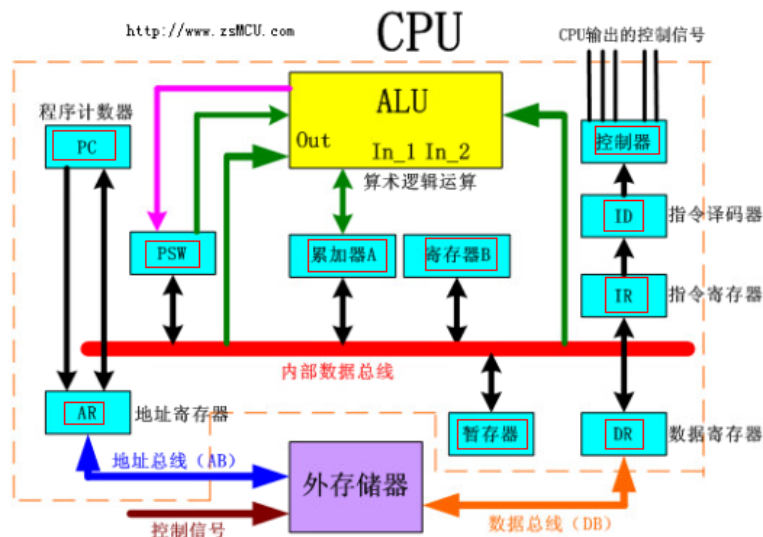 http://www.zsMCU.com
CPU
CPU输出的控制信号
程序计数器
PC
ALU
Out
In_1 In_2
算术逻辑运算
控制器
ID
指令译码器
PSW
累加器A
寄存器B
IR
指令寄存器
内部数据总线
AR
地址寄存器
暂存器
DR
数据寄存器
地址总线（AB）
外存储器
数据总线（DB）
控制信号